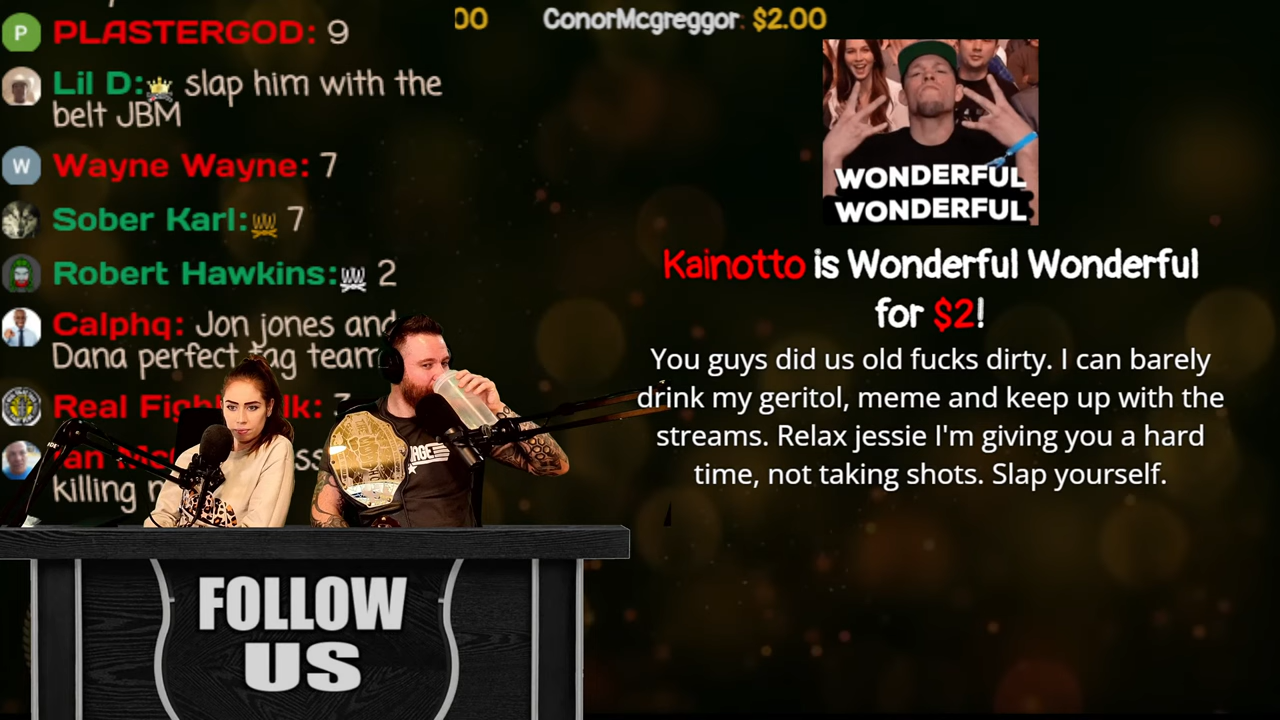 P PLASTERGOD: 9
Lil D: slap him with the
belt JBM
W Wayne Wayne: 7
Sober Karl: 7
Robert Hawkins: 2
Calphq: Jon jones and
Dana perfect tag team
Real
killing
00 ConorMcgreggor: $2.00
WONDERFUL
WONDERFUL
Kainotto is Wonderful Wonderful
for $2!
You guys did us old fucks dirty. I can barely
drink my geritol, meme and keep up with the
streams. Relax jessie I'm giving you a hard
time, not taking shots. Slap yourself.
FOLLOW
US